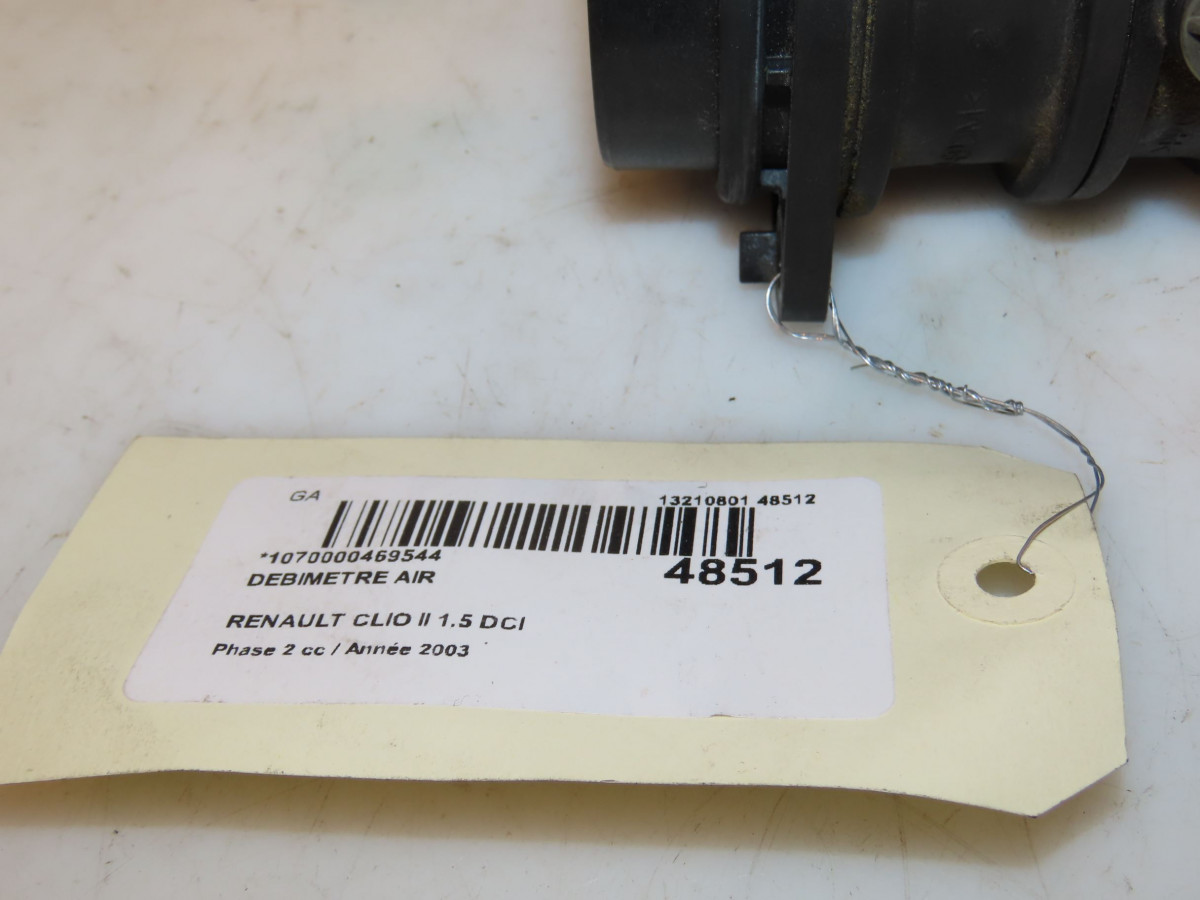 GA 13210801 48512
*1070000469544
DEBIMETRE AIR 48512
RENAULT CLIO II 1.5 DCI
Phase 2 cc / Année 2003